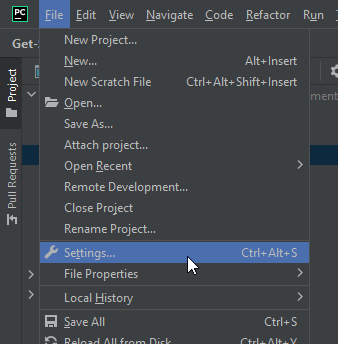 PC File Edit View Navigate Code Refactor Run
Get-
New Project...
New... Alt+Insert
New Scratch File Ctrl+Alt+Shift+Insert
Open...
Save As...
Attach project...
Open Recent
Remote Development...
Close Project
Rename Project...
Settings... Ctrl+Alt+S
File Properties
Local History
Save All Ctrl+S
Reload All from Disk Ctrl+Alt+Y
Project
Pull Requests
ment